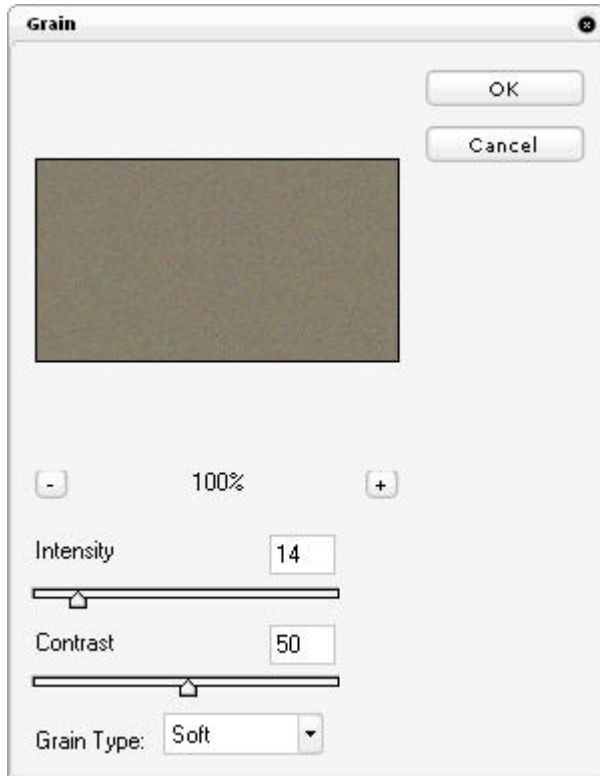 Grain
OK
Cancel
- 100% +
Intensity 14
Contrast 50
Grain Type: Soft